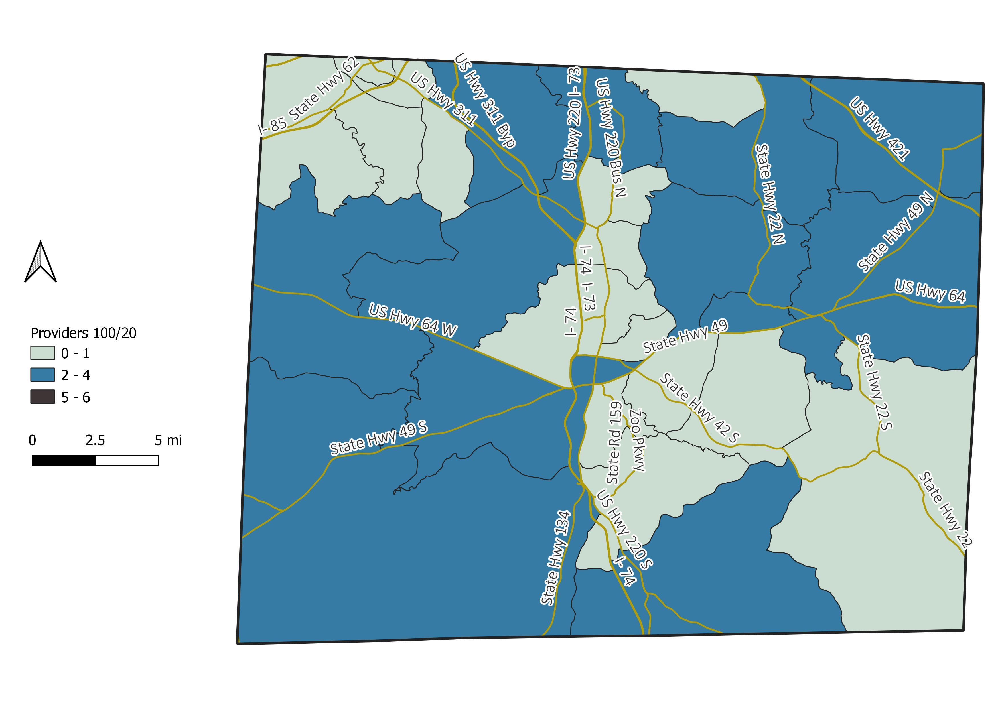 State Hwy 62
I- 85
US Hwy 311
US Hwy 311 Byp
US Hwy 220
I- 73
US Hwy 220 Bus N
US Hwy 421
State Hwy 22 N
State Hwy 49 N
US Hwy 64
I- 74
I- 73
I- 74
US Hwy 64 W
State Hwy 49
Providers 100/20
0 - 1
2 - 4
5 - 6
State Hwy 22 S
State Hwy 42 S
State Rd 159
Zoo Pkwy
State Hwy 49 S
0 2.5 5 mi
State Hwy 22
US Hwy 220 S
State Hwy 134
I- 74